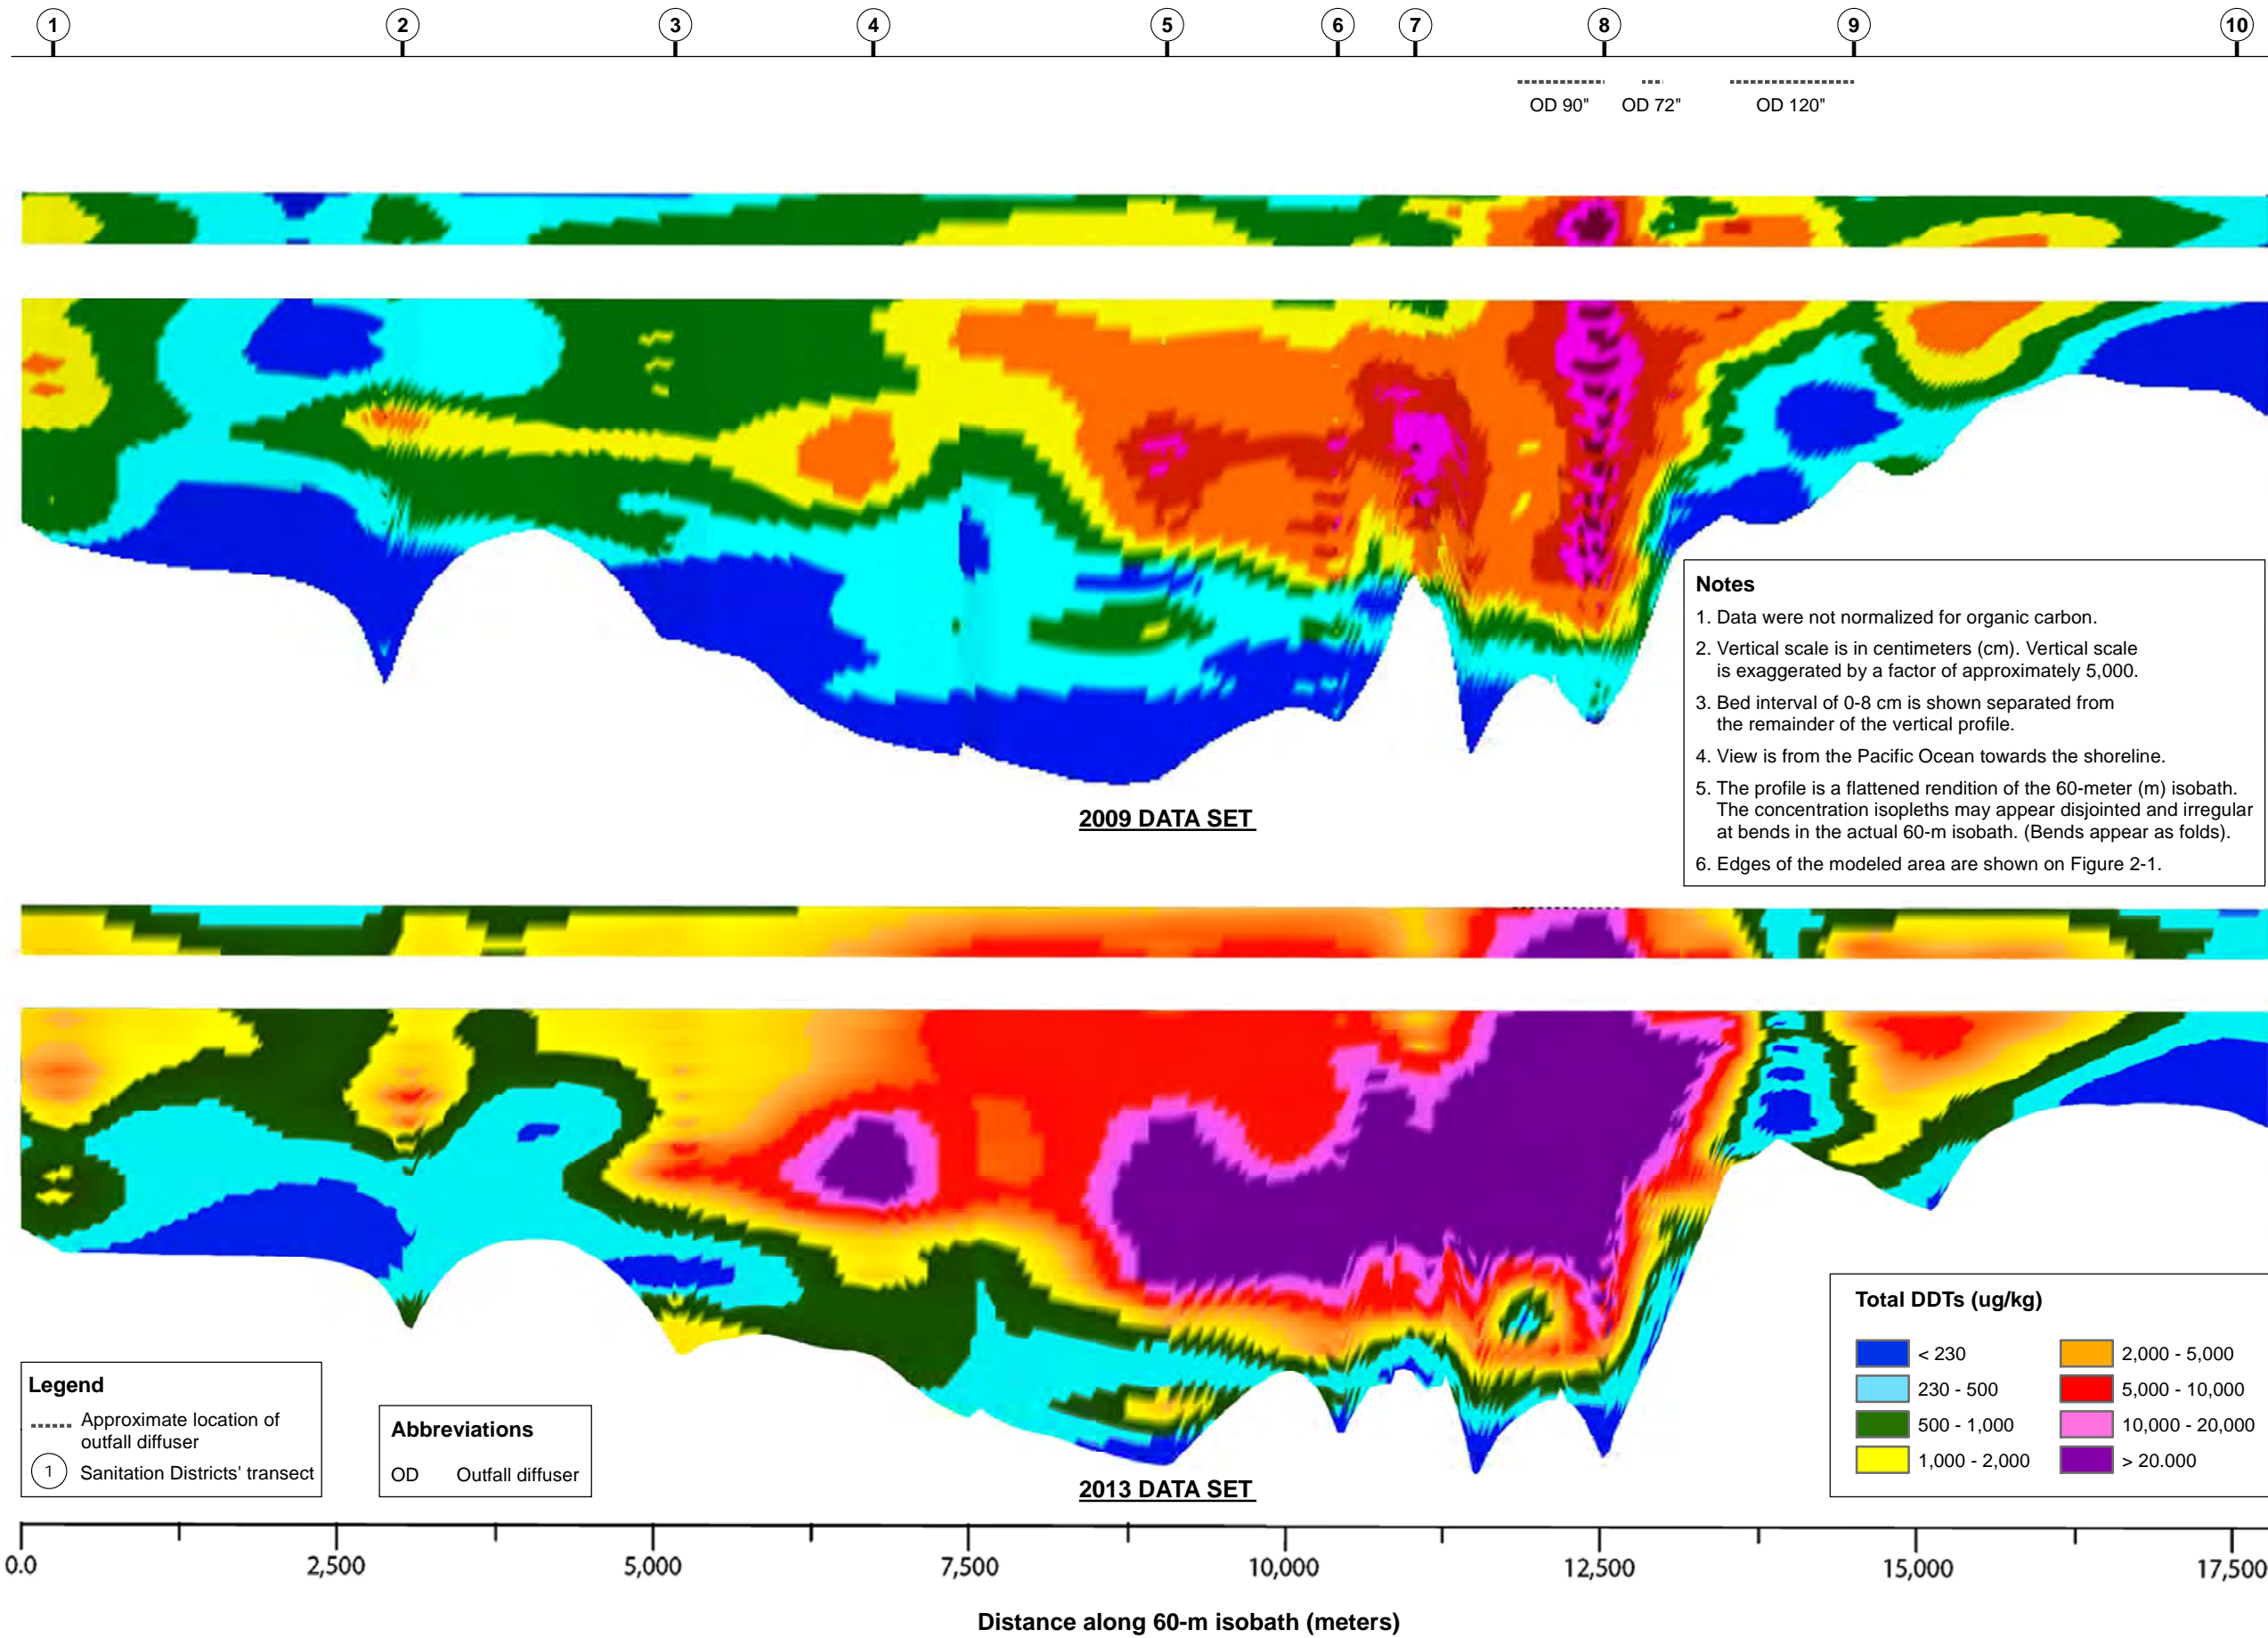 1 2 3 4 5 6 7 8 9 10
OD 90" OD 72" OD 120"
Notes
1. Data were not normalized for organic carbon.
2. Vertical scale is in centimeters (cm). Vertical scale
is exaggerated by a factor of approximately 5,000.
3. Bed interval of 0-8 cm is shown separated from
the remainder of the vertical profile.
4. View is from the Pacific Ocean towards the shoreline.
5. The profile is a flattened rendition of the 60-meter (m) isobath.
The concentration isopleths may appear disjointed and irregular
at bends in the actual 60-m isobath. (Bends appear as folds).
6. Edges of the modeled area are shown on Figure 2-1.
2009 DATA SET
Total DDTs (ug/kg)
< 230
230 - 500
500 - 1,000
1,000 - 2,000
2,000 - 5,000
5,000 - 10,000
10,000 - 20,000
> 20.000
Legend
Approximate location of
outfall diffuser
1 Sanitation Districts' transect
Abbreviations
OD Outfall diffuser
2013 DATA SET
0.0 2,500 5,000 7,500 10,000 12,500 15,000 17,500
Distance along 60-m isobath (meters)